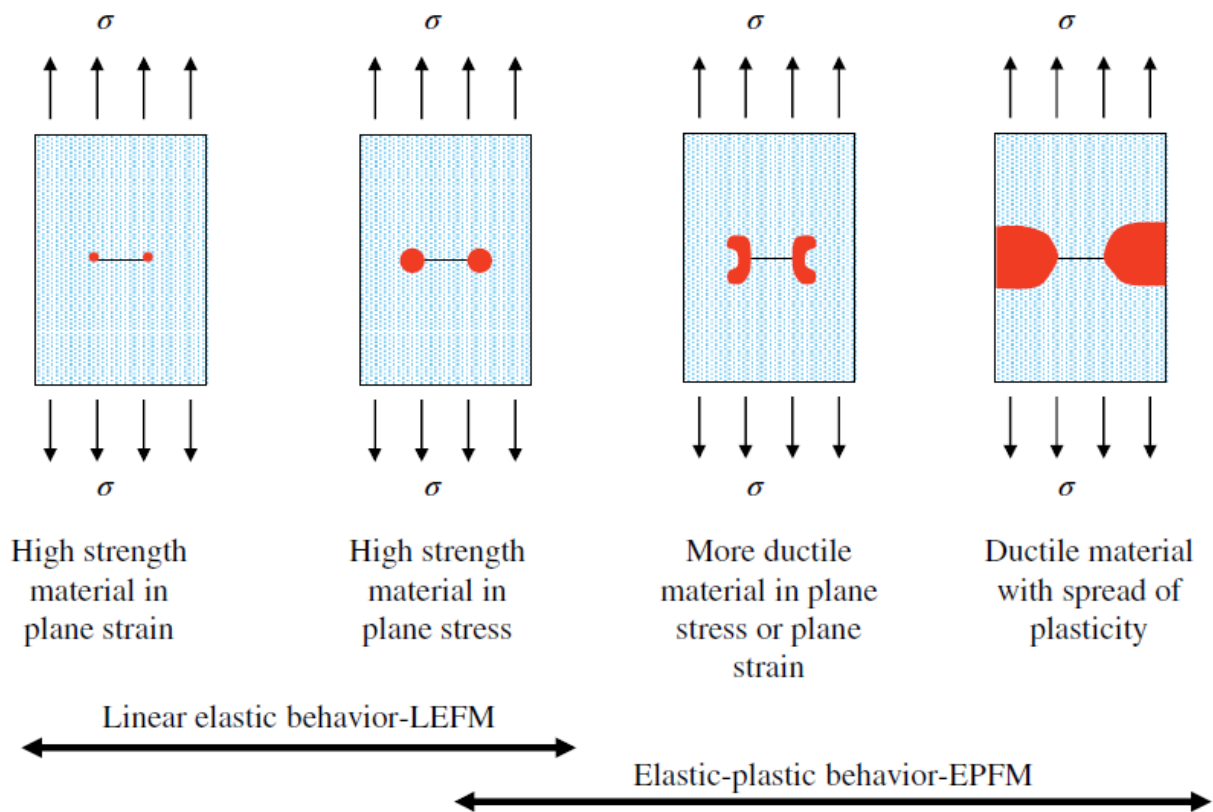 σ
σ
σ
σ
σ
σ
σ
σ
High strength
material in
plane strain
High strength
material in
plane stress
More ductile
material in plane
stress or plane
strain
Ductile material
with spread of
plasticity
Linear elastic behavior-LEFM
Elastic-plastic behavior-EPFM